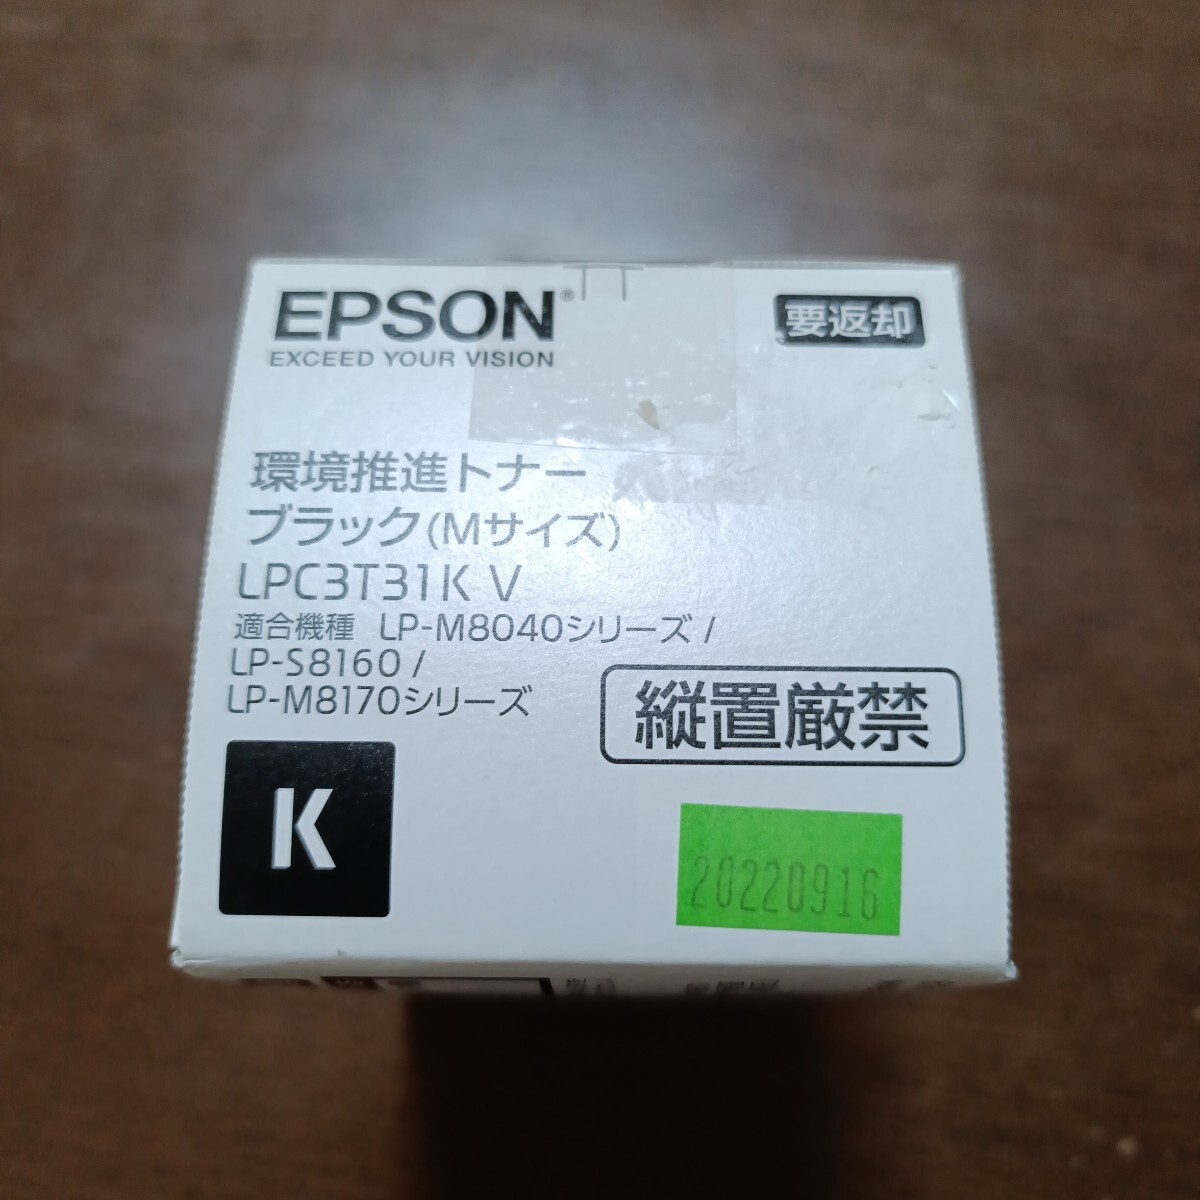 EPSON®
EXCEED YOUR VISION
要返却
環境推進トナー
ブラック(Mサイズ)
LPC3T31K V
適合機種 LP-M8040シリーズ /
LP-S8160 /
LP-M8170シリーズ
縦置厳禁
K
20220916